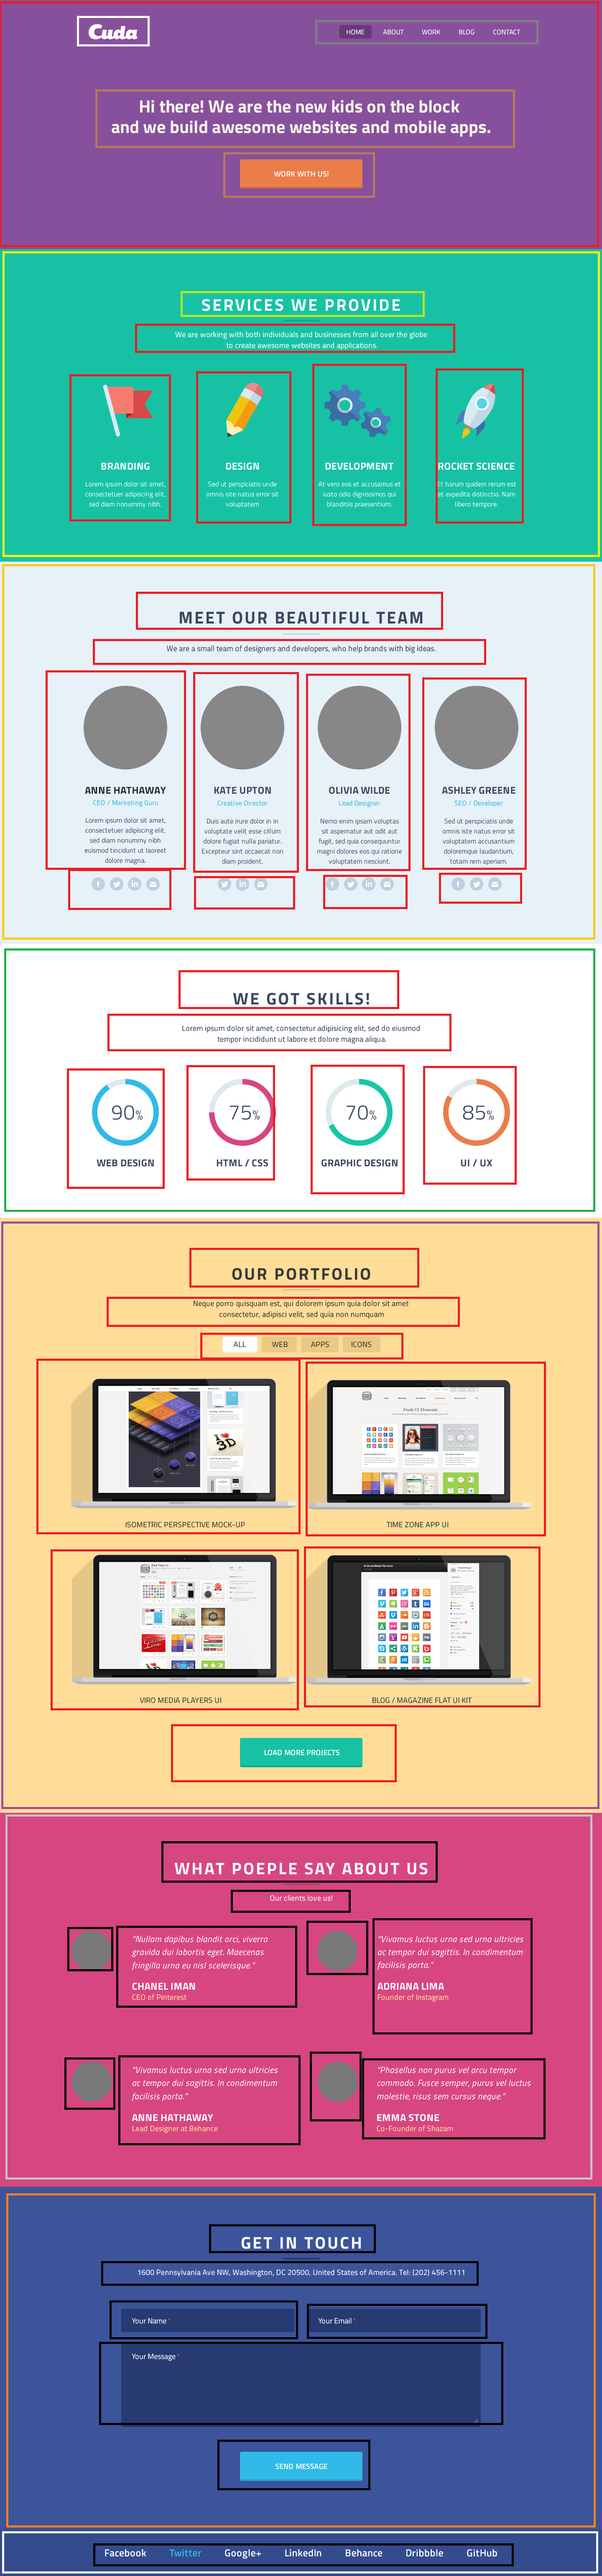 Cuda
HOME ABOUT WORK BLOG CONTACT
Hi there! We are the new kids on the block
and we build awesome websites and mobile apps.
WORK WITH US!
SERVICES WE PROVIDE
We are working with both individuals and businesses from all over the globe
to create awesome websites and applications.
BRANDING
Lorem ipsum dolor sit amet,
consectetuer adipiscing elit,
sed diam nonummy nibh.
DESIGN
Sed ut perspiciatis unde
omnis iste natus error sit
voluptatem
DEVELOPMENT
At vero eos et accusamus et
iusto odio dignissimos qui
blanditiis praesentium.
ROCKET SCIENCE
Et harum quidem rerum est
et expedita distinctio. Nam
libero tempore.
MEET OUR BEAUTIFUL TEAM
We are a small team of designers and developers, who help brands with big ideas.
ANNE HATHAWAY
CEO / Marketing Guru
Lorem ipsum dolor sit amet,
consectetuer adipiscing elit,
sed diam nonummy nibh
euismod tincidunt ut laoreet
dolore magna.
KATE UPTON
Creative Director
Duis aute irure dolor in in
voluptate velit esse cillum
dolore fugiat nulla pariatur.
Excepteur sint occaecat non
diam proident.
OLIVIA WILDE
Lead Designer
Nemo enim ipsam voluptas
sit aspernatur aut odit aut
fugit, sed quia consequuntur
magni dolores eos qui ratione
voluptatem nesciunt.
ASHLEY GREENE
SEO / Developer
Sed ut perspiciatis unde
omnis iste natus error sit
voluptatem accusantium
doloremque laudantium,
totam rem aperiam.
WE GOT SKILLS!
Lorem ipsum dolor sit amet, consectetur adipisicing elit, sed do eiusmod
tempor incididunt ut labore et dolore magna aliqua.
90%
WEB DESIGN
75%
HTML / CSS
70%
GRAPHIC DESIGN
85%
UI / UX
OUR PORTFOLIO
Neque porro quisquam est, qui dolorem ipsum quia dolor sit amet
consectetur, adipisci velit, sed quia non numquam
ALL WEB APPS ICONS
I 3D
ISOMETRIC PERSPECTIVE MOCK-UP
Fresh UI Elements
TIME ZONE APP UI
VIRO MEDIA PLAYERS UI
BLOG / MAGAZINE FLAT UI KIT
LOAD MORE PROJECTS
WHAT POEPLE SAY ABOUT US
Our clients love us!
“Nullam dapibus blandit orci, viverra
gravida dui lobortis eget. Maecenas
fringilla urna eu nisl scelerisque.”
CHANEL IMAN
CEO of Pinterest
“Vivamus luctus urna sed urna ultricies
ac tempor dui sagittis. In condimentum
facilisis porta.”
ADRIANA LIMA
Founder of Instagram
“Vivamus luctus urna sed urna ultricies
ac tempor dui sagittis. In condimentum
facilisis porta.”
ANNE HATHAWAY
Lead Designer at Behance
“Phasellus non purus vel arcu tempor
commodo. Fusce semper, purus vel luctus
molestie, risus sem cursus neque.”
EMMA STONE
Co-Founder of Shazam
GET IN TOUCH
1600 Pennsylvania Ave NW, Washington, DC 20500, United States of America. Tel: (202) 456-1111
Your Name *
Your Email *
Your Message *
SEND MESSAGE
Facebook Twitter Google+ LinkedIn Behance Dribbble GitHub